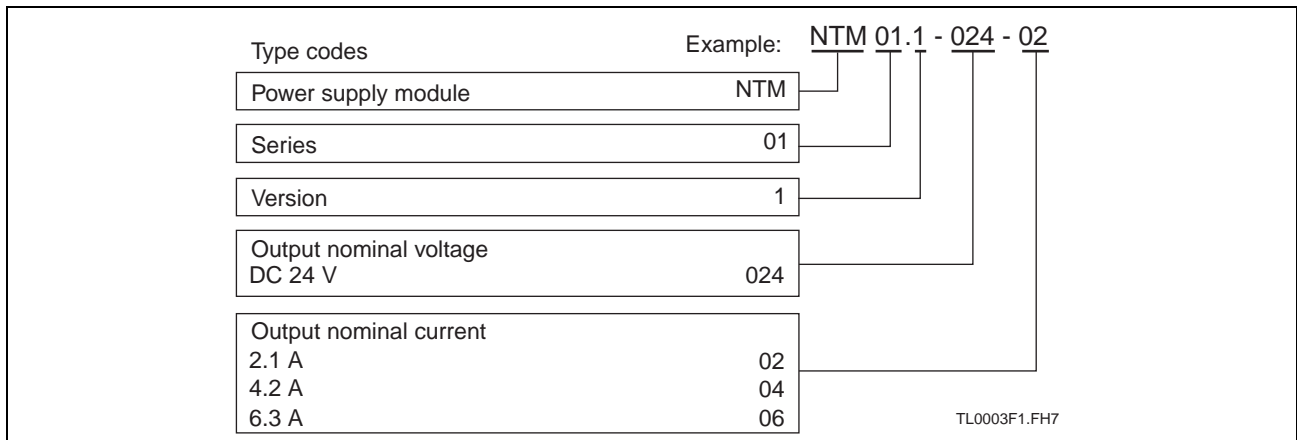 Type codes Example: NTM 01.1 - 024 - 02
Power supply module NTM
Series 01
Version 1
Output nominal voltage
DC 24 V 024
Output nominal current
2.1 A 02
4.2 A 04
6.3 A 06
TL0003F1.FH7